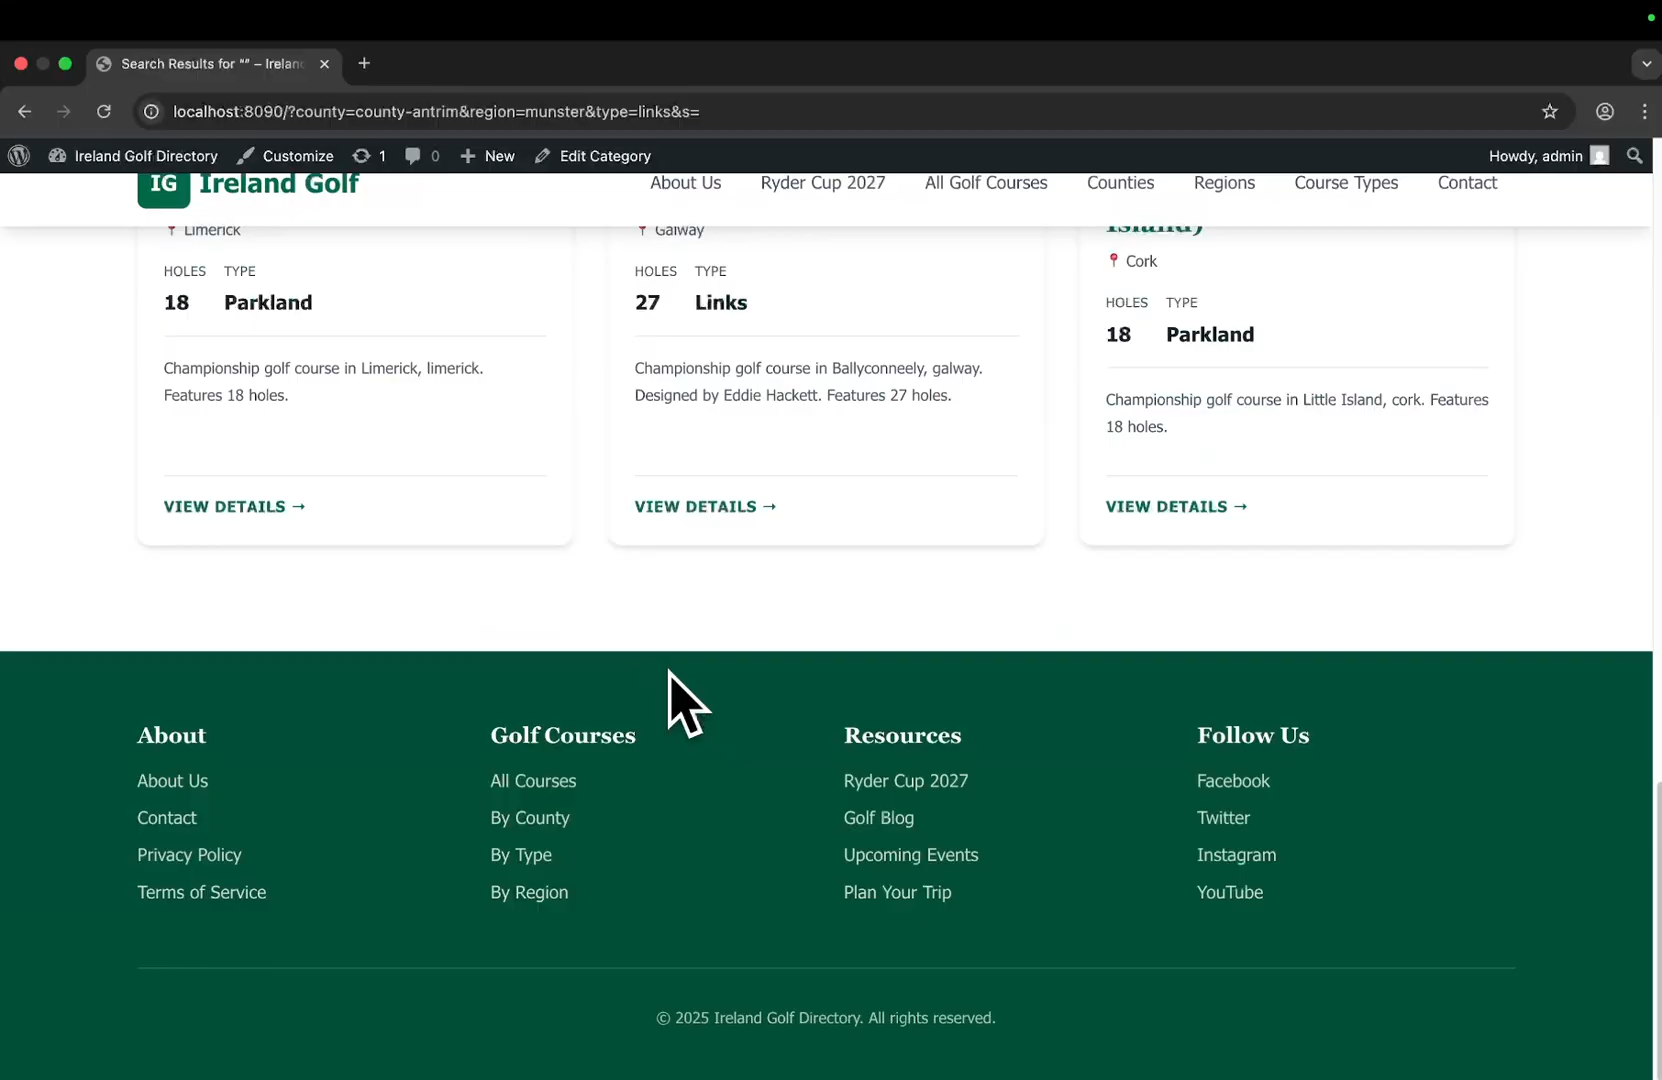 Search Results for “” – Irelan
localhost:8090/?county=county-antrim&region=munster&type=links&s=
Ireland Golf Directory Customize 1 0 New Edit Category Howdy, admin
IG Ireland Golf About Us Ryder Cup 2027 All Golf Courses Counties Regions Course Types Contact
Limerick
HOLES TYPE
18 Parkland
Championship golf course in Limerick, limerick.
Features 18 holes.
VIEW DETAILS →
Galway
HOLES TYPE
27 Links
Championship golf course in Ballyconneely, galway.
Designed by Eddie Hackett. Features 27 holes.
VIEW DETAILS →
Island)
Cork
HOLES TYPE
18 Parkland
Championship golf course in Little Island, cork. Features
18 holes.
VIEW DETAILS →
About
About Us
Contact
Privacy Policy
Terms of Service
Golf Courses
All Courses
By County
By Type
By Region
Resources
Ryder Cup 2027
Golf Blog
Upcoming Events
Plan Your Trip
Follow Us
Facebook
Twitter
Instagram
YouTube
© 2025 Ireland Golf Directory. All rights reserved.